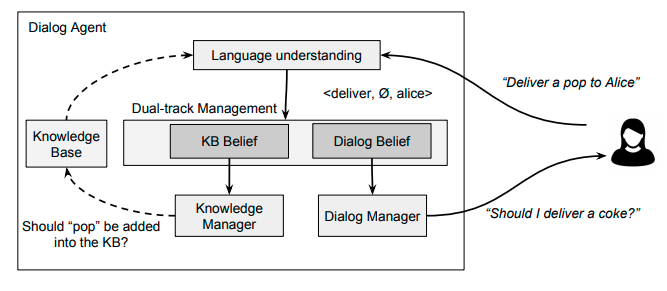 Dialog Agent
Language understanding
“Deliver a pop to Alice”
<deliver, Ø, alice>
Dual-track Management
Knowledge
Base
KB Belief
Dialog Belief
Knowledge
Manager
Dialog Manager
Should “pop” be added
into the KB?
“Should I deliver a coke?”